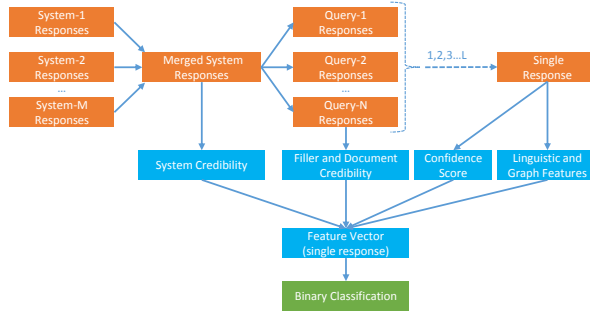 System-1
Responses
System-2
Responses
...
System-M
Responses
Merged System
Responses
Query-1
Responses
Query-2
Responses
...
Query-N
Responses
1,2,3...L
Single
Response
System Credibility
Filler and Document
Credibility
Confidence
Score
Linguistic and
Graph Features
Feature Vector
(single response)
Binary Classification